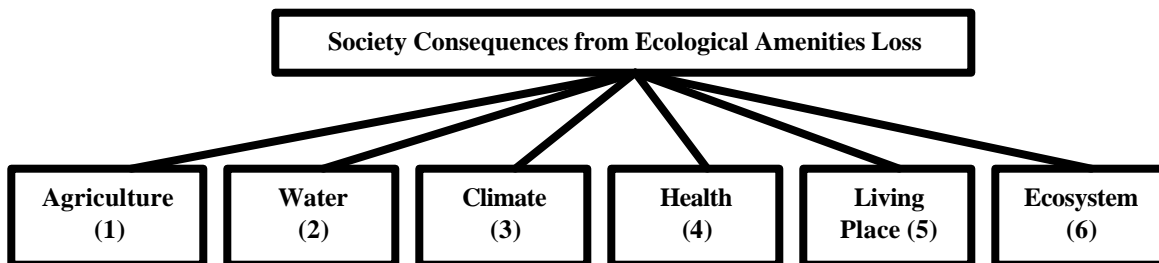 Society Consequences from Ecological Amenities Loss
Agriculture
(1)
Water
(2)
Climate
(3)
Health
(4)
Living
Place (5)
Ecosystem
(6)